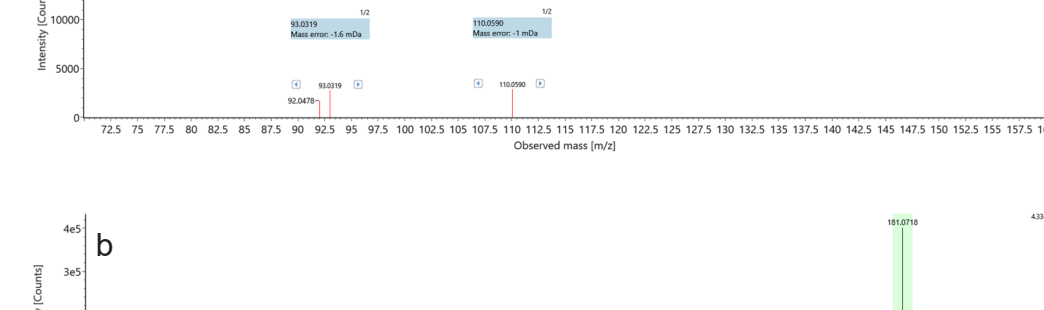 1/2
1/2
10000
93.0319
Mass error: -1.6 mDa
110.0590
Mass error: -1 mDa
Intensity [Coun
5000
93.0319
110.0590
92.0478
0
72.5 75 77.5 80 82.5 85 87.5 90 92.5 95 97.5 100 102.5 105 107.5 110 112.5 115 117.5 120 122.5 125 127.5 130 132.5 135 137.5 140 142.5 145 147.5 150 152.5 155 157.5 1
Observed mass [m/z]
4.33
181.0718
4e5
b
3e5
[Counts]